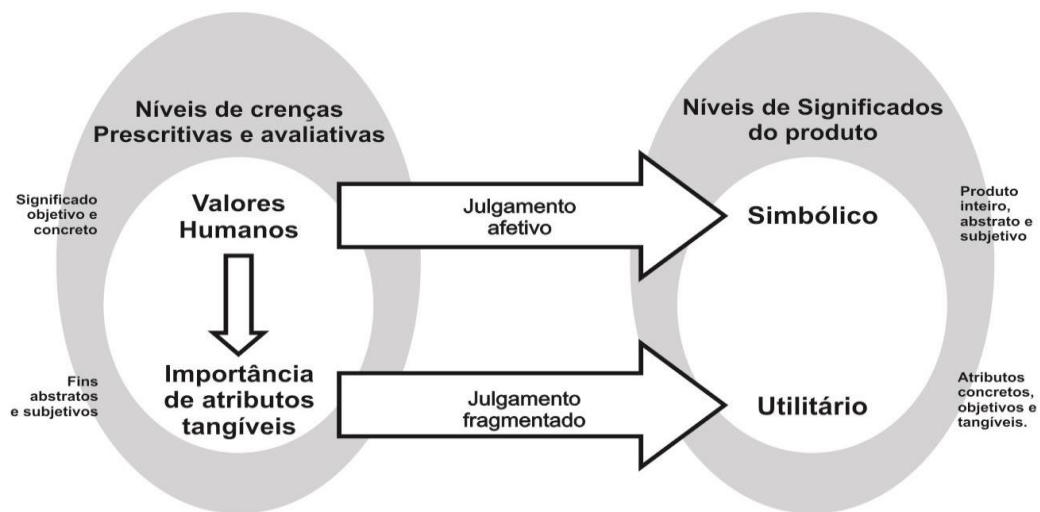 Níveis de crenças
Prescritivas e avaliativas
Significado
objetivo e
concreto
Valores
Humanos
Fins
abstratos
e subjetivos
Importância
de atributos
tangíveis
Julgamento
afetivo
Julgamento
fragmentado
Níveis de Significados
do produto
Simbólico
Produto
inteiro,
abstrato e
subjetivo
Utilitário
Atributos
concretos,
objetivos e
tangíveis.